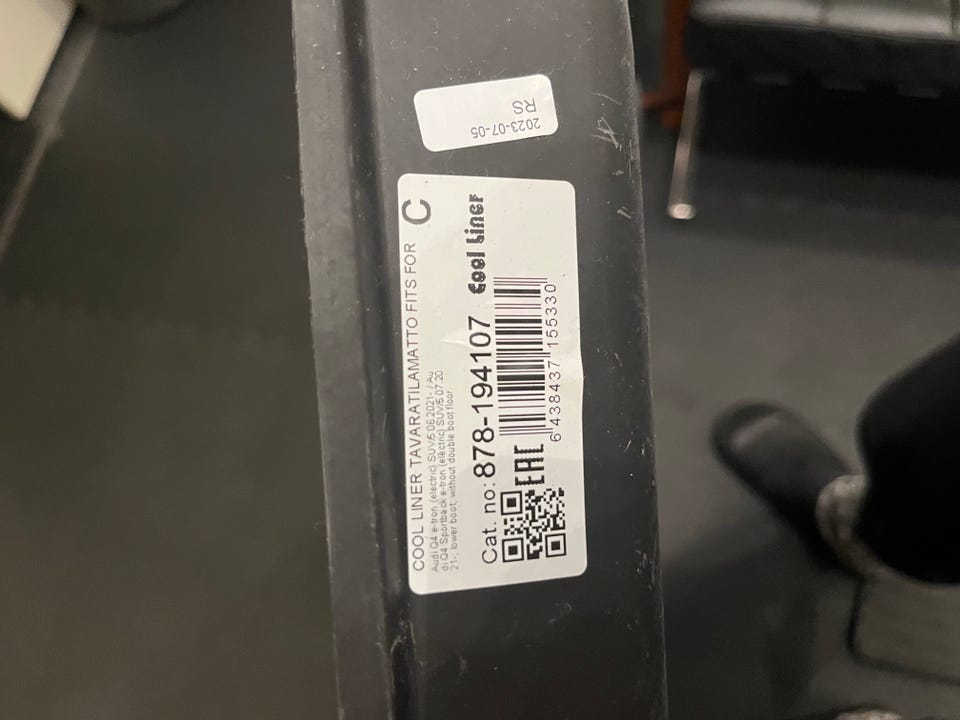 2023-07-05
RS
COOL LINER TAVARATILAMATTO FITS FOR
C
Audi Q4 e-tron (electric) SUV/5 06.2021- / Au
di Q4 Sportback e-tron (electric) SUV/5 07.20
21-, lower boot; without double boot floor
Cat. no: 878-194107
Cool Liner
EAC
6 438437 155330